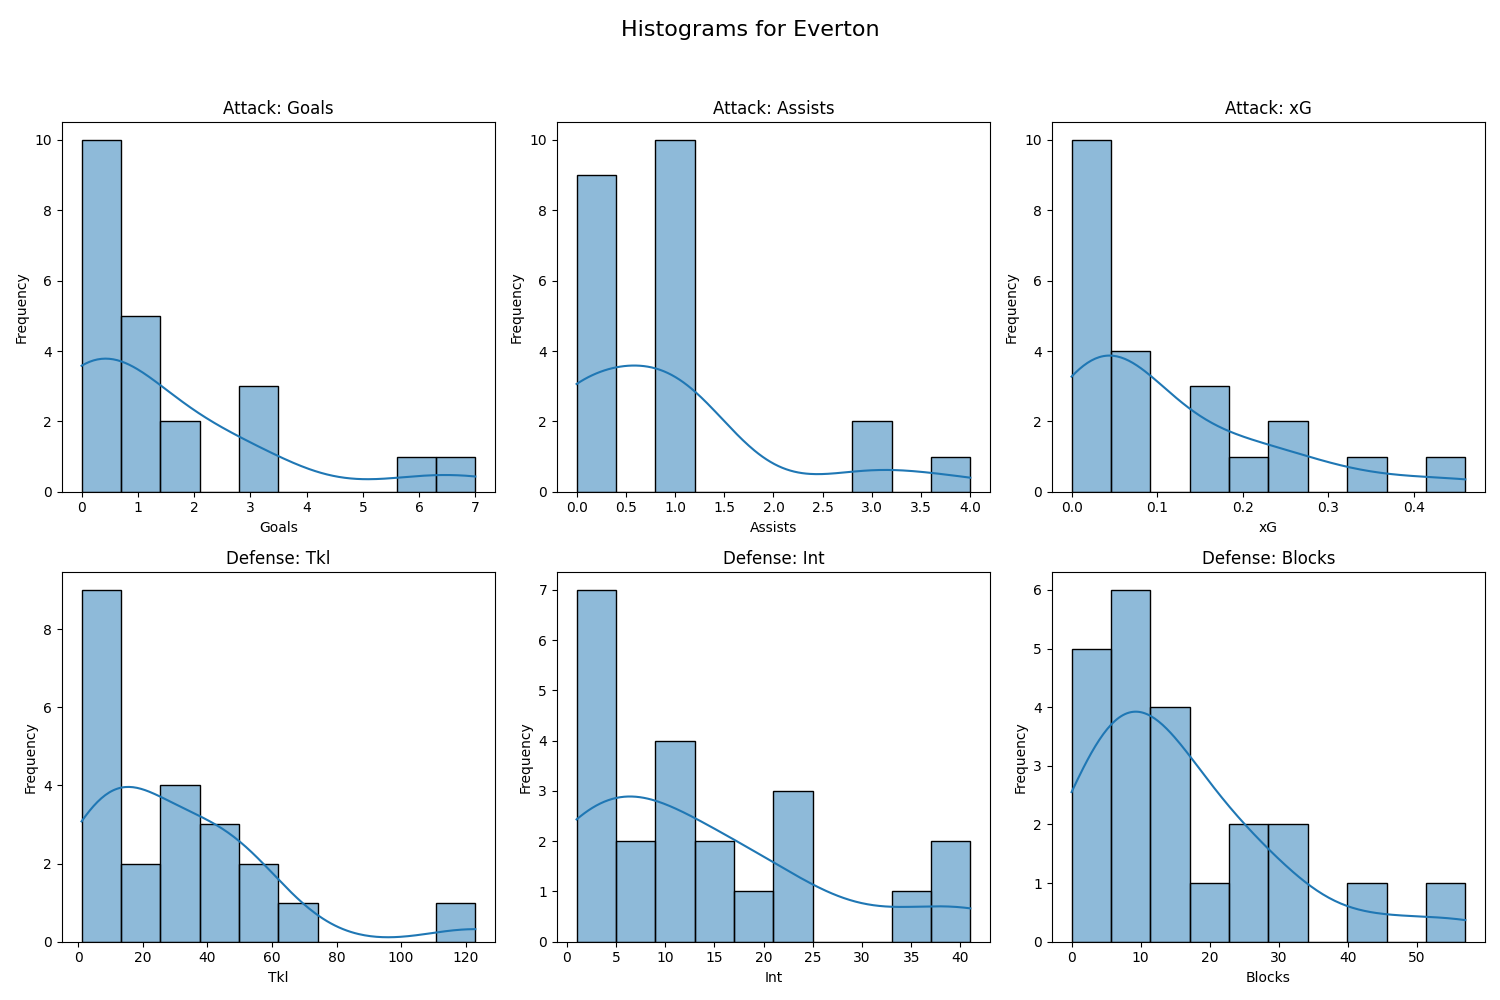 Histograms for Everton
Attack: Goals
Frequency
10
8
6
4
2
0
0 1 2 3 4 5 6 7
Goals
Attack: Assists
Frequency
10
8
6
4
2
0
0.0 0.5 1.0 1.5 2.0 2.5 3.0 3.5 4.0
Assists
Attack: xG
Frequency
10
8
6
4
2
0
0.0 0.1 0.2 0.3 0.4
xG
Defense: Tkl
Frequency
8
6
4
2
0
0 20 40 60 80 100 120
Tkl
Defense: Int
Frequency
7
6
5
4
3
2
1
0
0 5 10 15 20 25 30 35 40
Int
Defense: Blocks
Frequency
6
5
4
3
2
1
0
0 10 20 30 40 50
Blocks